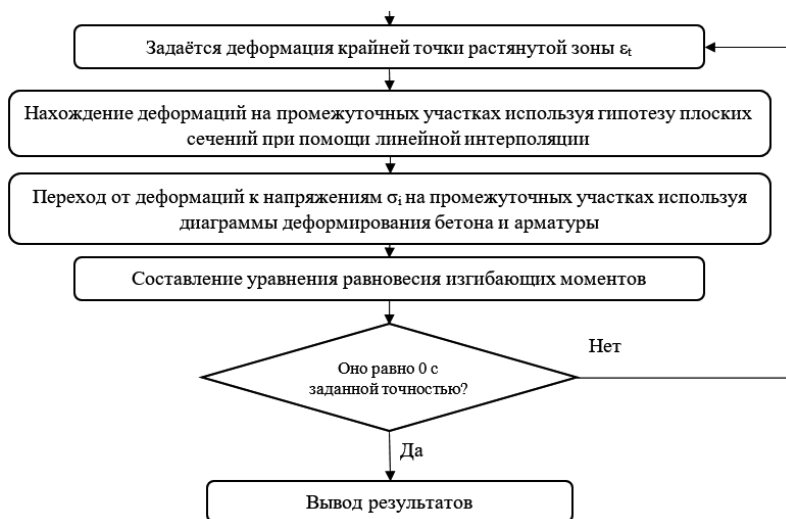 Задаётся деформация крайней точки растянутой зоны εₜ
Нахождение деформаций на промежуточных участках используя гипотезу плоских
сечений при помощи линейной интерполяции
Переход от деформаций к напряжениям σᵢ на промежуточных участках используя
диаграммы деформирования бетона и арматуры
Составление уравнения равновесия изгибающих моментов
Оно равно 0 с
заданной точностью?
Нет
Да
Вывод результатов